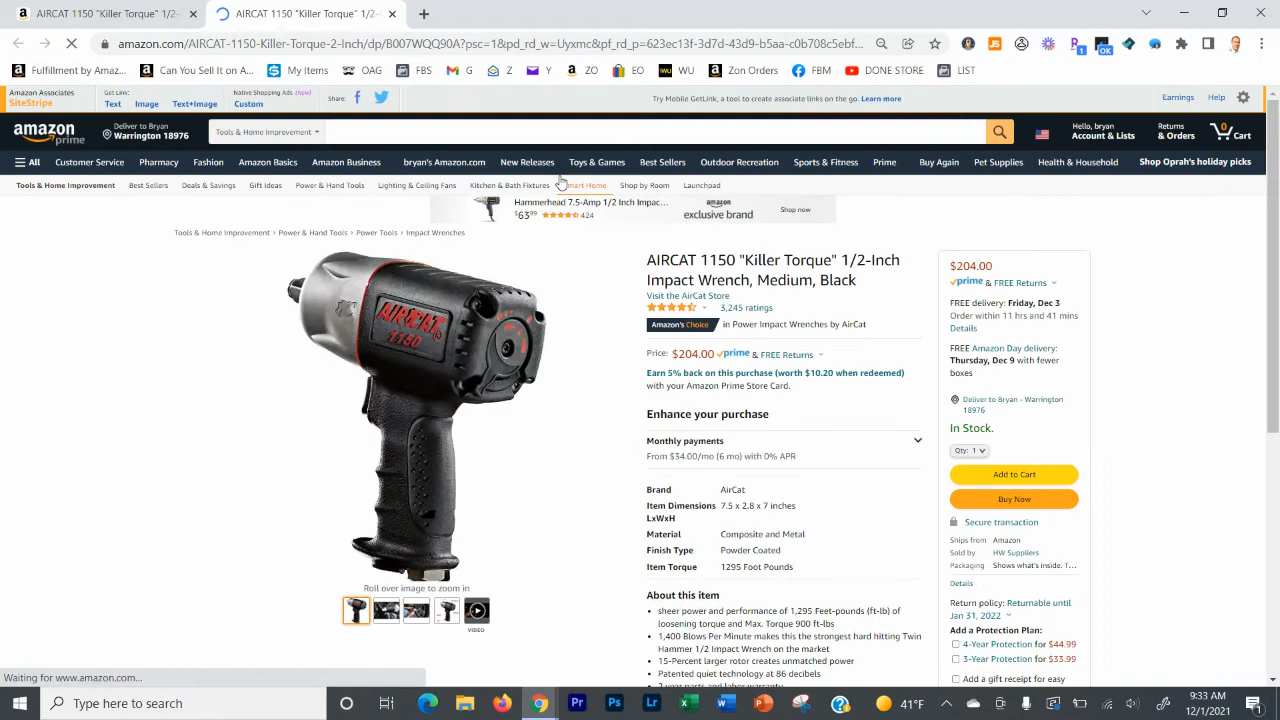 AIRCAT 1150 "Killer Torque" 1/2-
AIRCAT 1150 "Killer Torque" 1/2-
amazon.com/AIRCAT-1150-Killer-Torque-2-Inch/dp/B007WQQ90A?psc=1&pd_rd_w=Uyxmc&pf_rd_p=623ec13f-3d7d-43d9-b5aa-c0b708c5ebf...
Fulfillment by Amaz...
Can You Sell It on A...
My Items
OAG
FBS
G
Z
Y
ZO
EO
WU
Zon Orders
FBM
DONE STORE
LIST
Amazon Associates
SiteStripe
Get Link:
Text
Image
Text+Image
Native Shopping Ads (New)
Custom
Share:
Try Mobile GetLink, a tool to create associate links on the go. Learn more
Earnings
Help
amazon
prime
Deliver to Bryan
Warrington 18976
Tools & Home Improvement
Hello, bryan
Account & Lists
Returns
& Orders
0
Cart
All
Customer Service
Pharmacy
Fashion
Amazon Basics
Amazon Business
bryan's Amazon.com
New Releases
Toys & Games
Best Sellers
Outdoor Recreation
Sports & Fitness
Prime
Buy Again
Pet Supplies
Health & Household
Shop Oprah's holiday picks
Tools & Home Improvement
Best Sellers
Deals & Savings
Gift Ideas
Power & Hand Tools
Lighting & Ceiling Fans
Kitchen & Bath Fixtures
Smart Home
Shop by Room
Launchpad
Hammerhead 7.5-Amp 1/2 Inch Impac...
$63.99 424
amazon
exclusive brand
Shop now
Tools & Home Improvement › Power & Hand Tools › Power Tools › Impact Wrenches
AIRCAT
1150
Roll over image to zoom in
VIDEO
AIRCAT 1150 "Killer Torque" 1/2-Inch
Impact Wrench, Medium, Black
Visit the AirCat Store
3,245 ratings
Amazon's Choice in Power Impact Wrenches by AirCat
Price: $204.00 prime & FREE Returns
Earn 5% back on this purchase (worth $10.20 when redeemed)
with your Amazon Prime Store Card.
Enhance your purchase
Monthly payments
From $34.00/mo (6 mo) with 0% APR
Brand AirCat
Item Dimensions 7.5 x 2.8 x 7 inches
LxWxH
Material Composite and Metal
Finish Type Powder Coated
Item Torque 1295 Foot Pounds
About this item
• sheer power and performance of 1,295 Feet-pounds (ft-lb) of
loosening torque and Max. Torque 900 ft-lbs
• 1,400 Blows Per Minute makes this the strongest hard hitting Twin
Hammer 1/2 Impact Wrench on the market
• 15-Percent larger rotor creates unmatched power
• Patented quiet technology at 86 decibels
• 2 year parts and labor warranty
$204.00
prime & FREE Returns
FREE delivery: Friday, Dec 3
Order within 11 hrs and 41 mins
Details
FREE Amazon Day delivery:
Thursday, Dec 9 with fewer
boxes
Deliver to Bryan - Warrington
18976
In Stock.
Qty: 1
Add to Cart
Buy Now
Secure transaction
Ships from Amazon
Sold by HW Suppliers
Packaging Shows what's inside. T...
Details
Return policy: Returnable until
Jan 31, 2022
Add a Protection Plan:
4-Year Protection for $44.99
3-Year Protection for $33.99
Add a gift receipt for easy
Waiting for www.amazon.com...
Type here to search
41°F
9:33 AM
12/1/2021